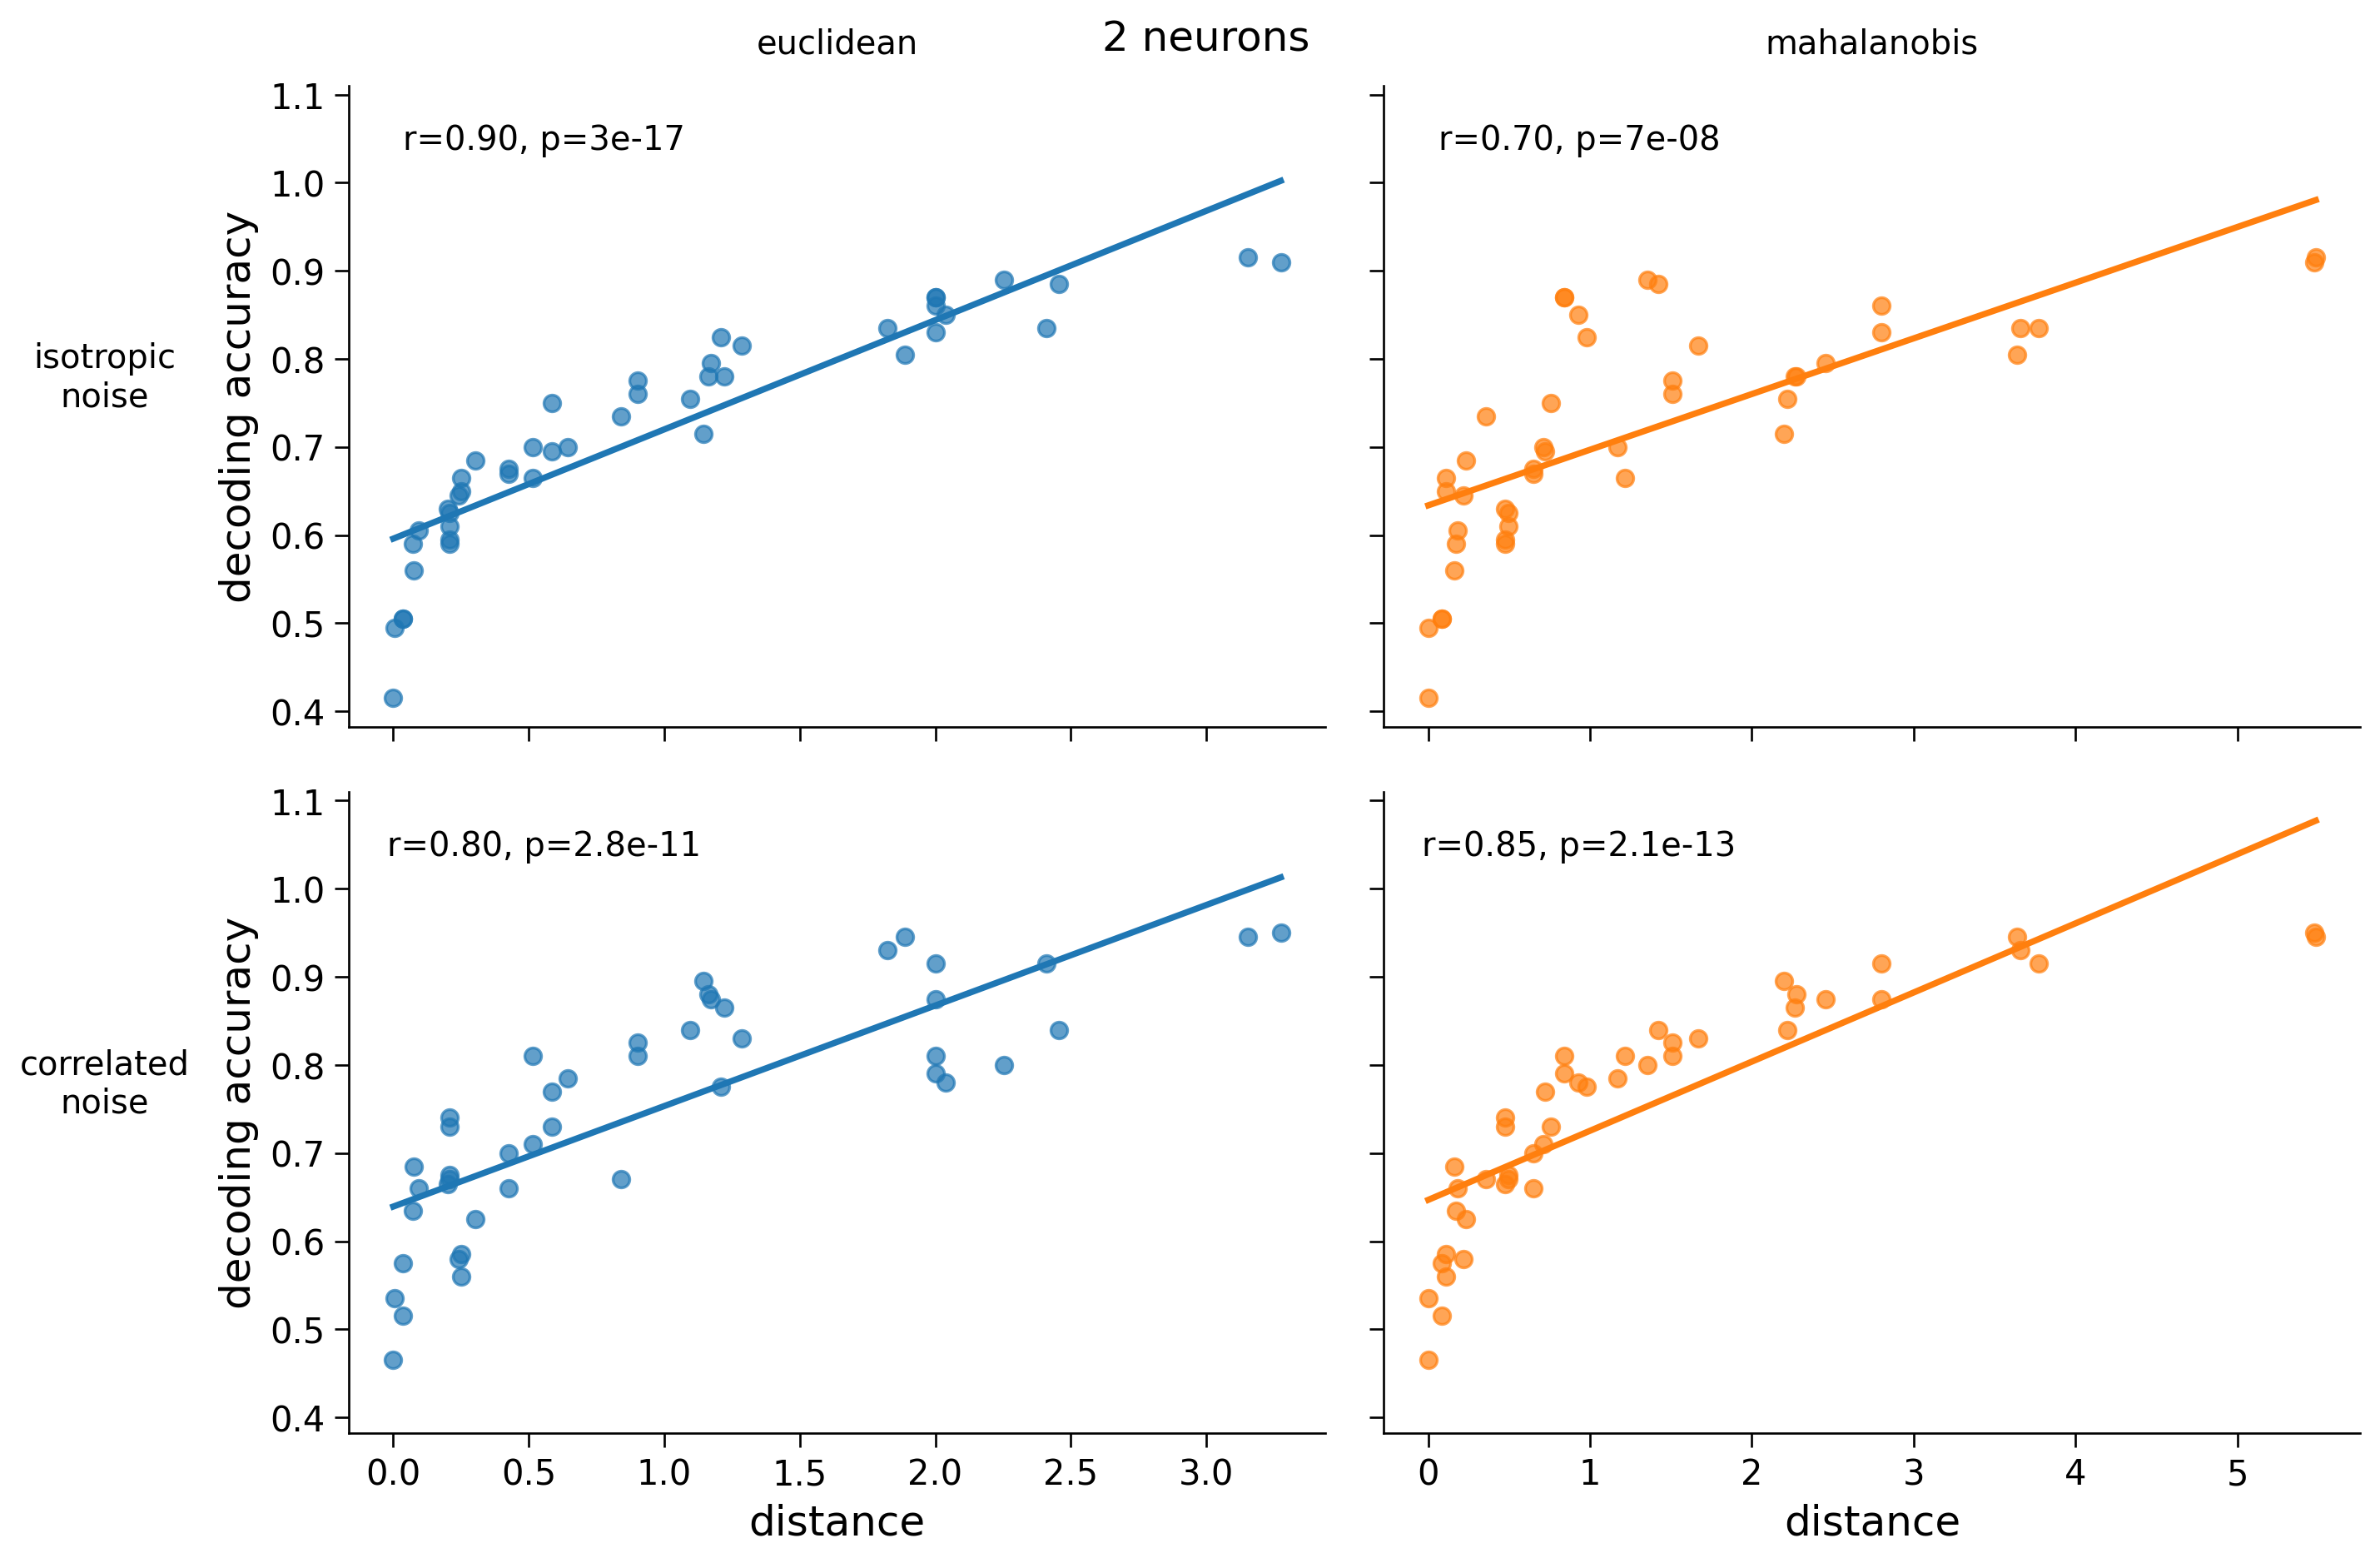 2 neurons
euclidean
mahalanobis
isotropic
noise
decoding accuracy
1.1
1.0
0.9
0.8
0.7
0.6
0.5
0.4
r=0.90, p=3e-17
r=0.70, p=7e-08
correlated
noise
decoding accuracy
1.1
1.0
0.9
0.8
0.7
0.6
0.5
0.4
r=0.80, p=2.8e-11
r=0.85, p=2.1e-13
0.0 0.5 1.0 1.5 2.0 2.5 3.0
0 1 2 3 4 5
distance
distance